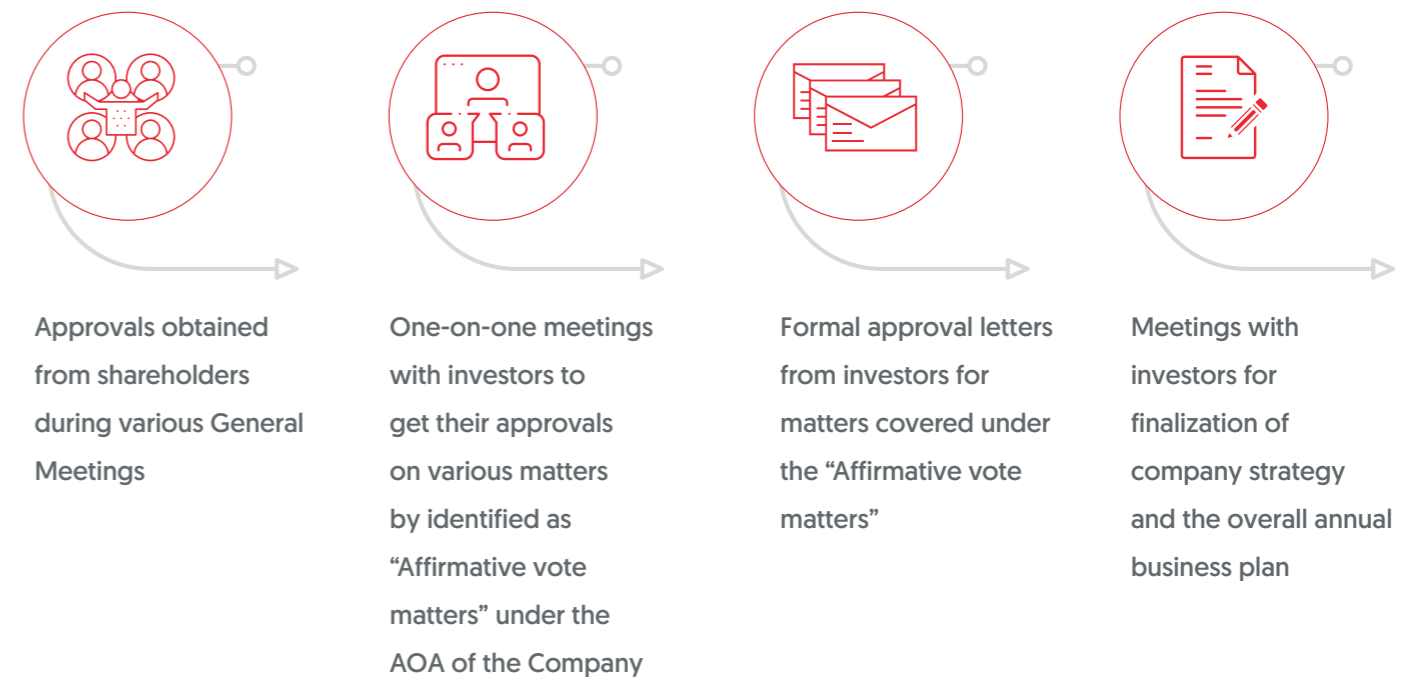 Approvals obtained
from shareholders
during various General
Meetings
One-on-one meetings
with investors to
get their approvals
on various matters
by identified as
“Affirmative vote
matters” under the
AOA of the Company
Formal approval letters
from investors for
matters covered under
the “Affirmative vote
matters”
Meetings with
investors for
finalization of
company strategy
and the overall annual
business plan